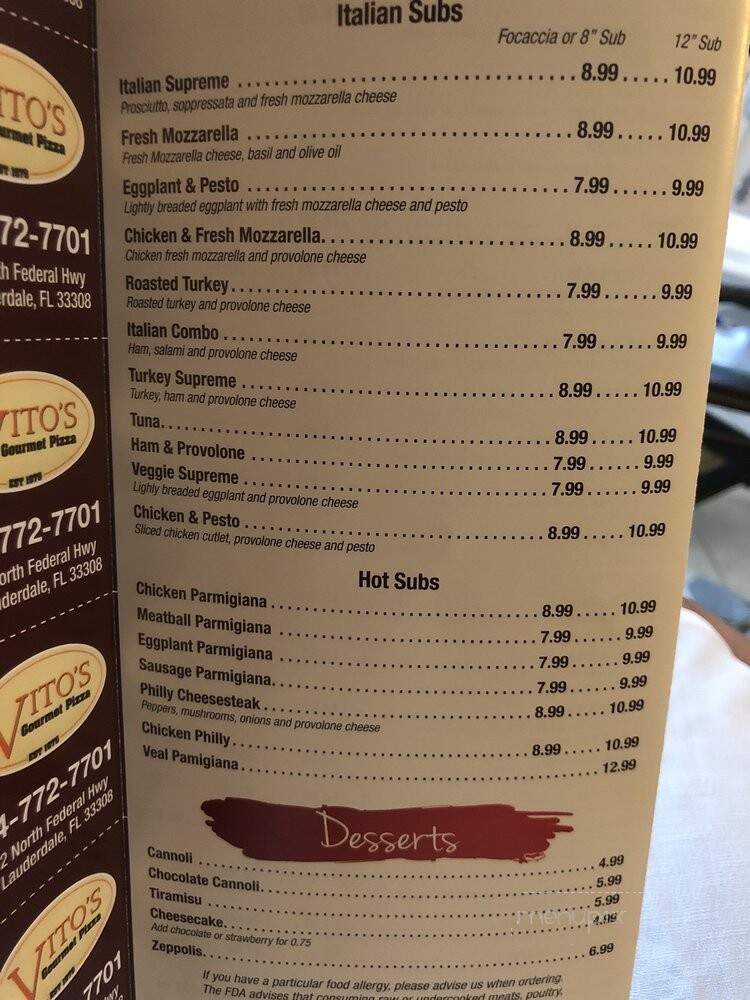 Italian Subs
Focaccia or 8" Sub 12" Sub
Italian Supreme 8.99 10.99
Prosciutto, soppressata and fresh mozzarella cheese
Fresh Mozzarella 8.99 10.99
Fresh Mozzarella cheese, basil and olive oil
Eggplant & Pesto 7.99 9.99
Lightly breaded eggplant with fresh mozzarella cheese and pesto
Chicken & Fresh Mozzarella 8.99 10.99
Chicken fresh mozzarella and provolone cheese
Roasted Turkey 7.99 9.99
Roasted turkey and provolone cheese
Italian Combo 7.99 9.99
Ham, salami and provolone cheese
Turkey Supreme 8.99 10.99
Turkey, ham and provolone cheese
Tuna 8.99 10.99
Ham & Provolone 7.99 9.99
Veggie Supreme 7.99 9.99
Lighly breaded eggplant and provolone cheese
Chicken & Pesto 8.99 10.99
Sliced chicken cutlet, provolone cheese and pesto
Hot Subs
Chicken Parmigiana 8.99 10.99
Meatball Parmigiana 7.99 9.99
Eggplant Parmigiana 7.99 9.99
Sausage Parmigiana 7.99 9.99
Philly Cheesesteak 8.99 10.99
Peppers, mushrooms, onions and provolone cheese
Chicken Philly 8.99 10.99
Veal Pamigiana 12.99
Desserts
Cannoli 4.99
Chocolate Cannoli 5.99
Tiramisu 5.99
Cheesecake 4.99
Add chocolate or strawberry for 0.75
Zeppolis 6.99
If you have a particular food allergy, please advise us when ordering.
The FDA advises that consuming raw or undercooked meats, poultry,
ITO'S
urmet Pizza
EST 1976
72-7701
th Federal Hwy
erdale, FL 33308
VITO'S
Gourmet Pizza
EST 1976
772-7701
orth Federal Hwy
derdale, FL 33308
VITO'S
Gourmet Pizza
EST 1976
4-772-7701
2 North Federal Hwy
Lauderdale, FL 33308
VITO'S
Gourmet Pizza
EST 1976
7701